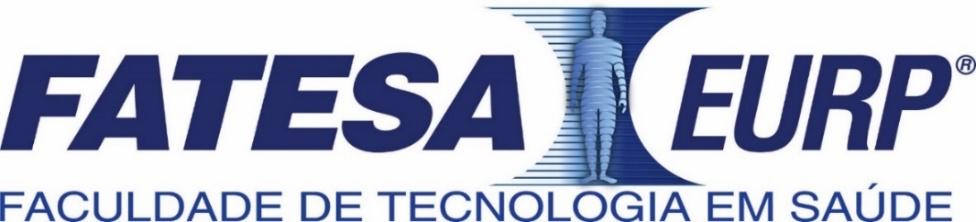 FATESA EURP®
FACULDADE DE TECNOLOGIA EM SAÚDE